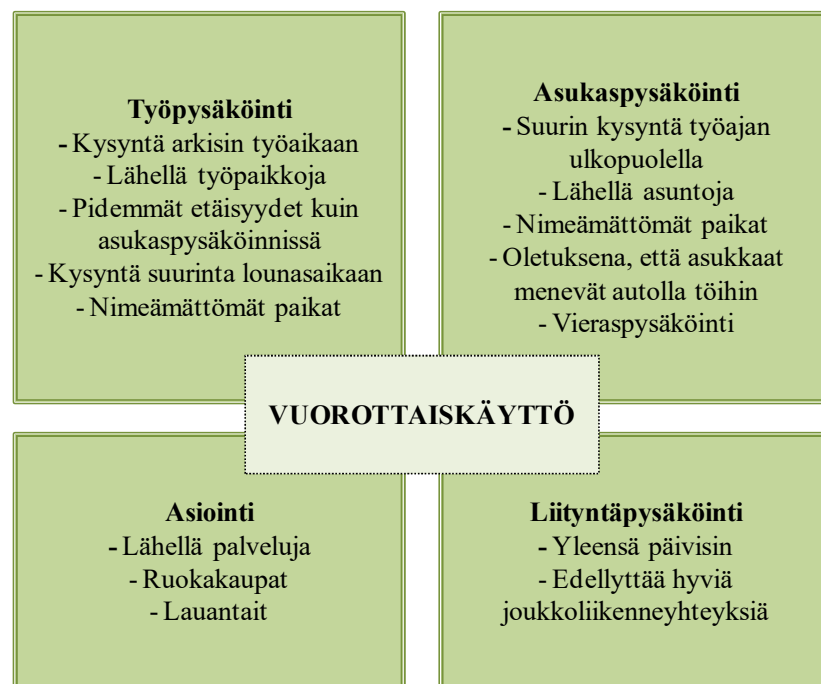 Työpysäköinti
- Kysyntä arkisin työaikaan
- Lähellä työpaikkoja
- Pidemmät etäisyydet kuin
asukaspysäköinnissä
- Kysyntä suurinta lounasaikaan
- Nimeämättömät paikat
Asukaspysäköinti
- Suurin kysyntä työajan
ulkopuolella
- Lähellä asuntoja
- Nimeämättömät paikat
- Oletuksena, että asukkaat
menevät autolla töihin
- Vieraspysäköinti
VUOROTTAISKÄYTTÖ
Asiointi
- Lähellä palveluja
- Ruokakaupat
- Lauantait
Liityntäpysäköinti
- Yleensä päivisin
- Edellyttää hyviä
joukkoliikenneyhteyksiä